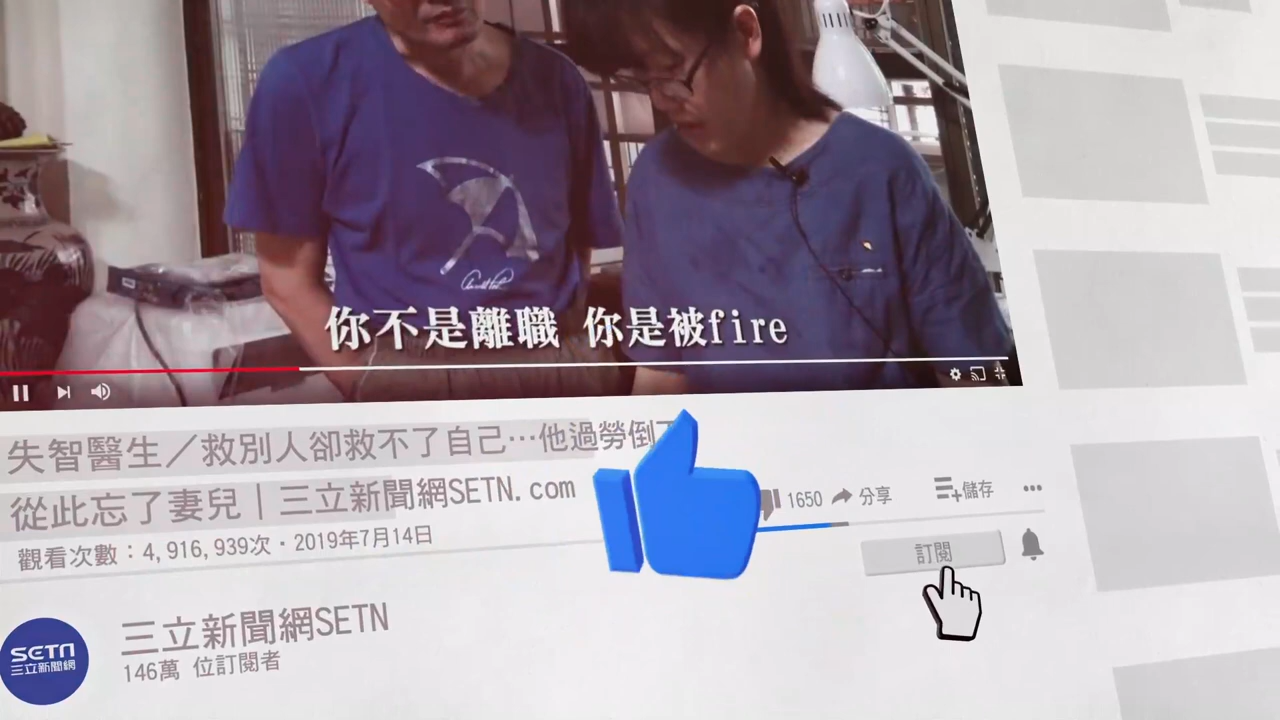 你不是離職 你是被fire
失智醫生／救別人卻救不了自己…他過勞倒下
從此忘了妻兒｜三立新聞網SETN.com
1650 分享 儲存
觀看次數：4,916,939次・2019年7月14日
訂閱
SETN
三立新聞網
三立新聞網SETN
146萬 位訂閱者